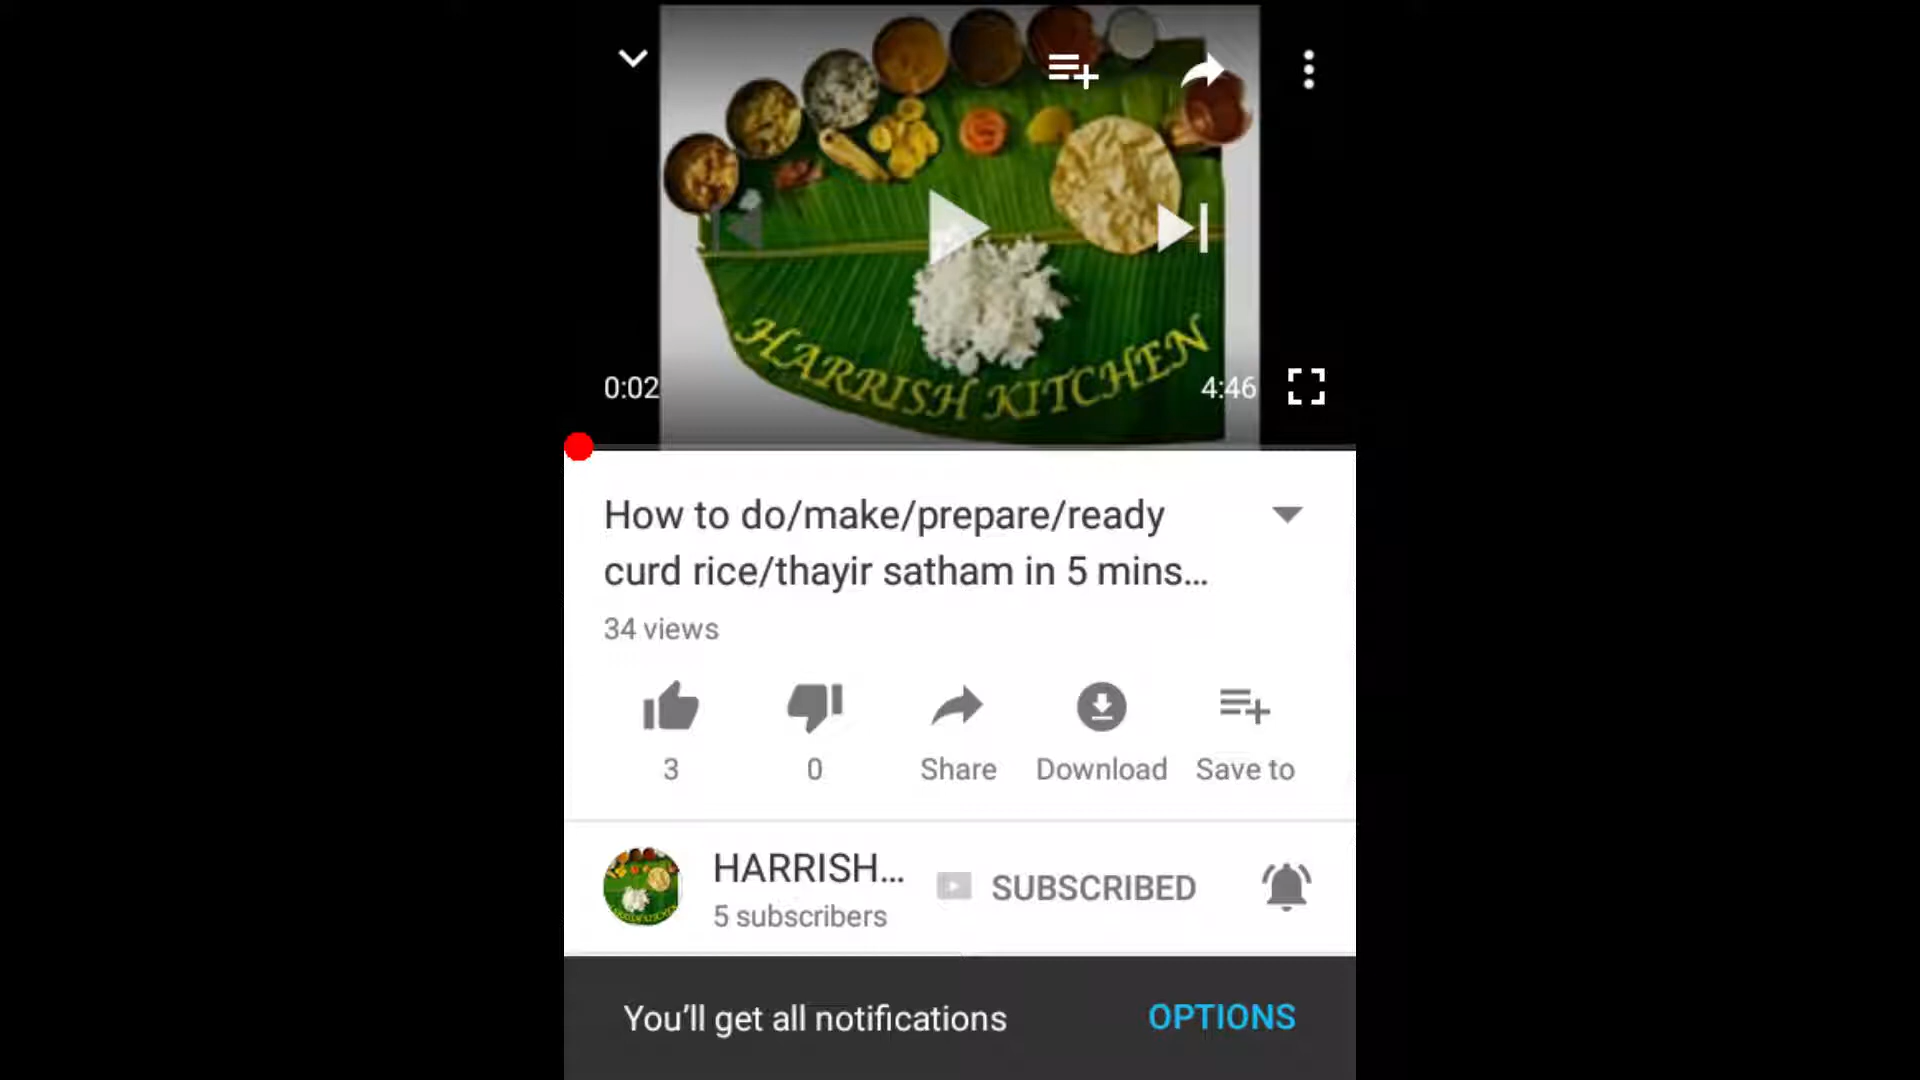 HARRISH KITCHEN
0:02
4:46
How to do/make/prepare/ready
curd rice/thayir satham in 5 mins...
34 views
3
0
Share
Download
Save to
HARRISH...
SUBSCRIBED
5 subscribers
You'll get all notifications
OPTIONS